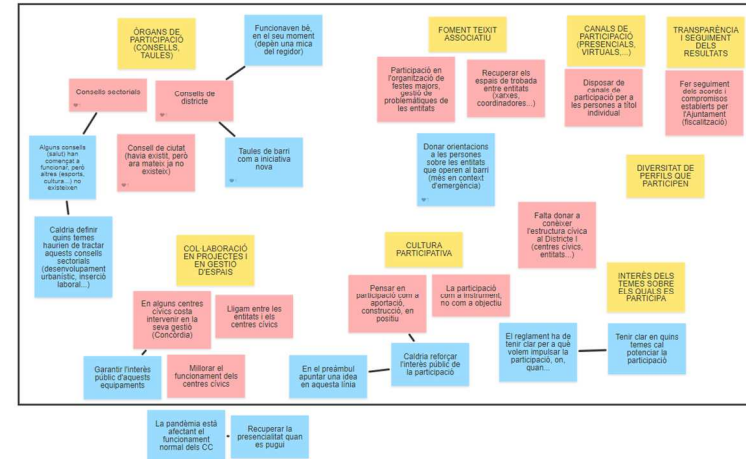 ÒRGANS DE
PARTICIPACIÓ
(CONSELLS,
TAULES)
Funcionaven bé,
en el seu moment
(depèn una mica
del regidor)
Consells sectorials
Consells de
districte
Alguns consells
(salut) han
començat a
funcionar, però
altres (esports,
cultura...) no
existeixen
Consell de ciutat
(havia existit, però
ara mateix ja no
existeix)
Taules de barri
com a iniciativa
nova
Caldria definir
quins temes
haurien de tractar
aquests consells
sectorials
(desenvolupament
urbanístic, inserció
laboral...)
FOMENT TEIXIT
ASSOCIATIU
Participació en
l'organització de
festes majors,
gestió de
problemàtiques de
les entitats
Recuperar els
espais de trobada
entre entitats
(xarxes,
coordinadores...)
Donar orientacions
a les persones
sobre les entitats
que operen al barri
(més en context
d'emergència)
CANALS DE
PARTICIPACIÓ
(PRESENCIALS,
VIRTUALS,...)
Disposar de
canals de
participació per a
les persones a títol
individual
TRANSPARÈNCIA
I SEGUIMENT
DELS
RESULTATS
Fer seguiment
dels acords i
compromisos
establerts per
l'Ajuntament
(fiscalització)
DIVERSITAT DE
PERFILS QUE
PARTICIPEN
Falta donar a
conèixer
l'estructura cívica
al Districte I
(centres cívics,
entitats...)
COL·LABORACIÓ
EN PROJECTES I
EN GESTIÓ
D'ESPAIS
En alguns centres
cívics costa
intervenir en la
seva gestió
(Concòrdia)
Lligam entre les
entitats i els
centres cívics
Garantir l'interès
públic d'aquests
equipaments
Millorar el
funcionament dels
centres cívics
CULTURA
PARTICIPATIVA
Pensar en
participació com a
aportació,
construcció, en
positiu
La participació
com a instrument,
no com a objectiu
En el preàmbul
apuntar una idea
en aquesta línia
Caldria reforçar
l'interès públic de
la participació
INTERÈS DELS
TEMES SOBRE
ELS QUALS ES
PARTICIPA
El reglament ha de
tenir clar per a què
volem impulsar la
participació, on,
quan...
Tenir clar en quins
temes cal
potenciar la
participació
La pandèmia está
afectant el
funcionament
normal dels CC
Recuperar la
presencialitat quan
es pugui